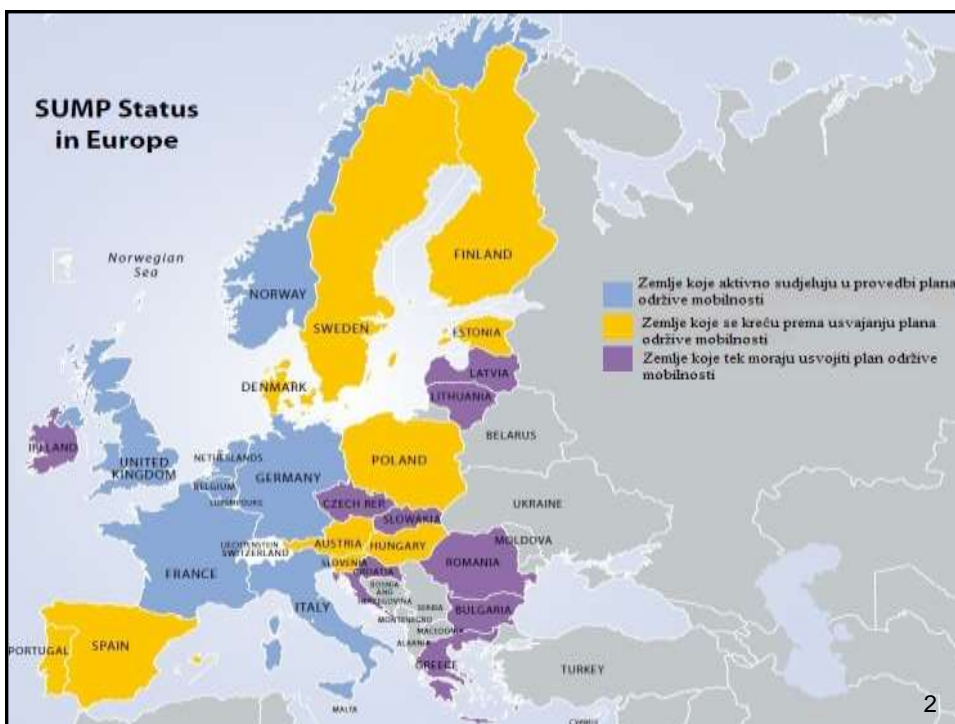 SUMP Status
in Europe
Norwegian
Sea
NORWAY
SWEDEN
FINLAND
ESTONIA
LATVIA
LITHUANIA
DENMARK
BELARUS
IRELAND
UNITED
KINGDOM
NETHERLANDS
BELGIUM
LUXEMBOURG
GERMANY
POLAND
CZECH REP.
SLOVAKIA
UKRAINE
MOLDOVA
LIECHTENSTEIN
SWITZERLAND
AUSTRIA
HUNGARY
SLOVENIA
CROATIA
ROMANIA
FRANCE
BOSNIA
AND
HERZEGOVINA
SERBIA
ITALY
MONTENEGRO
BULGARIA
MACEDONIA
ALBANIA
PORTUGAL
SPAIN
GREECE
TURKEY
MALTA
CYPRUS
Zemlje koje aktivno sudjeluju u provedbi plana
održive mobilnosti
Zemlje koje se kreću prema usvajanju plana
održive mobilnosti
Zemlje koje tek moraju usvojiti plan održive
mobilnosti
2